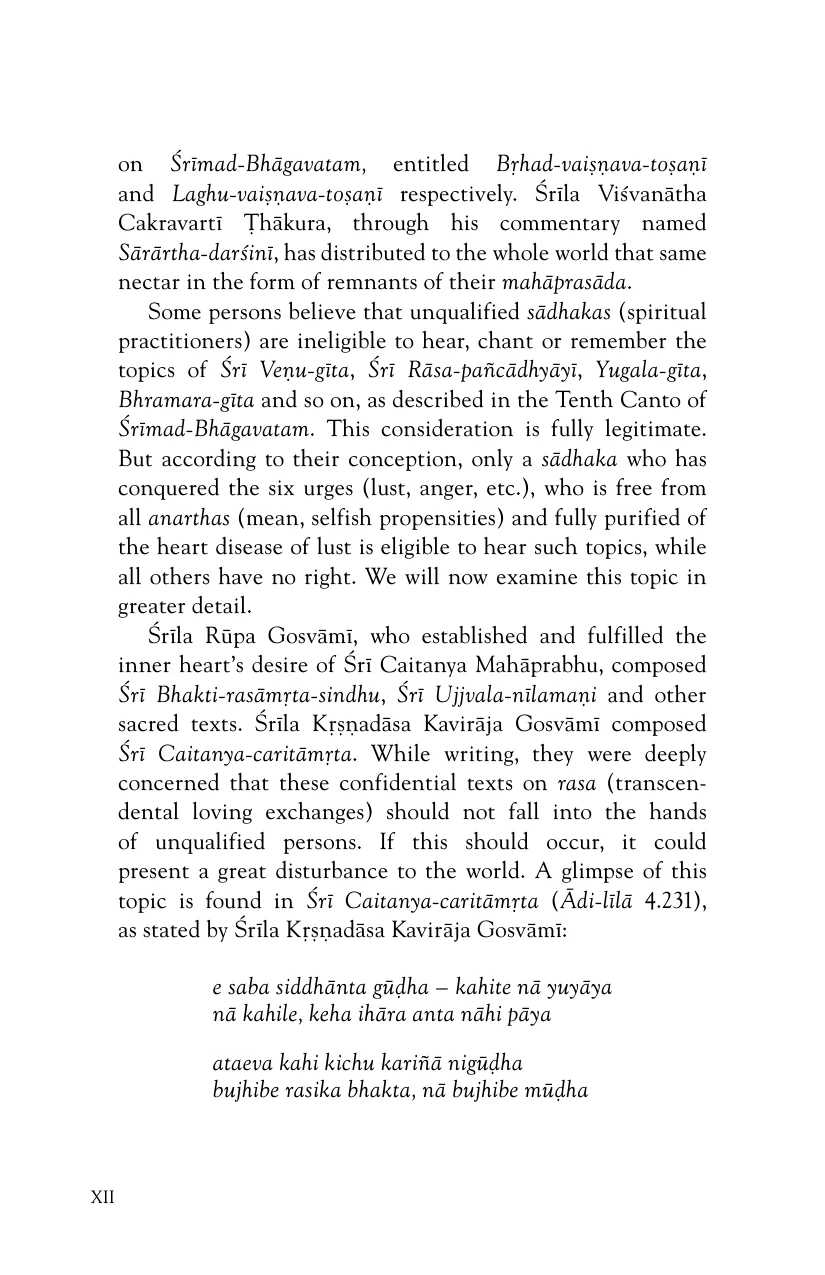 on Śrīmad-Bhāgavatam, entitled Bṛhad-vaiṣṇava-toṣaṇī
and Laghu-vaiṣṇava-toṣaṇī respectively. Śrīla Viśvanātha
Cakravartī Ṭhākura, through his commentary named
Sārārtha-darśinī, has distributed to the whole world that same
nectar in the form of remnants of their mahāprasāda.
Some persons believe that unqualified sādhakas (spiritual
practitioners) are ineligible to hear, chant or remember the
topics of Śrī Veṇu-gīta, Śrī Rāsa-pañcādhyāyī, Yugala-gīta,
Bhramara-gīta and so on, as described in the Tenth Canto of
Śrīmad-Bhāgavatam. This consideration is fully legitimate.
But according to their conception, only a sādhaka who has
conquered the six urges (lust, anger, etc.), who is free from
all anarthas (mean, selfish propensities) and fully purified of
the heart disease of lust is eligible to hear such topics, while
all others have no right. We will now examine this topic in
greater detail.
Śrīla Rūpa Gosvāmī, who established and fulfilled the
inner heart’s desire of Śrī Caitanya Mahāprabhu, composed
Śrī Bhakti-rasāmṛta-sindhu, Śrī Ujjvala-nīlamaṇi and other
sacred texts. Śrīla Kṛṣṇadāsa Kavirāja Gosvāmī composed
Śrī Caitanya-caritāmṛta. While writing, they were deeply
concerned that these confidential texts on rasa (transcen-
dental loving exchanges) should not fall into the hands
of unqualified persons. If this should occur, it could
present a great disturbance to the world. A glimpse of this
topic is found in Śrī Caitanya-caritāmṛta (Ādi-līlā 4.231),
as stated by Śrīla Kṛṣṇadāsa Kavirāja Gosvāmī:
e saba siddhānta gūḍha – kahite nā yuyāya
nā kahile, keha ihāra anta nāhi pāya
ataeva kahi kichu kariñā nigūḍha
bujhibe rasika bhakta, nā bujhibe mūḍha
XII